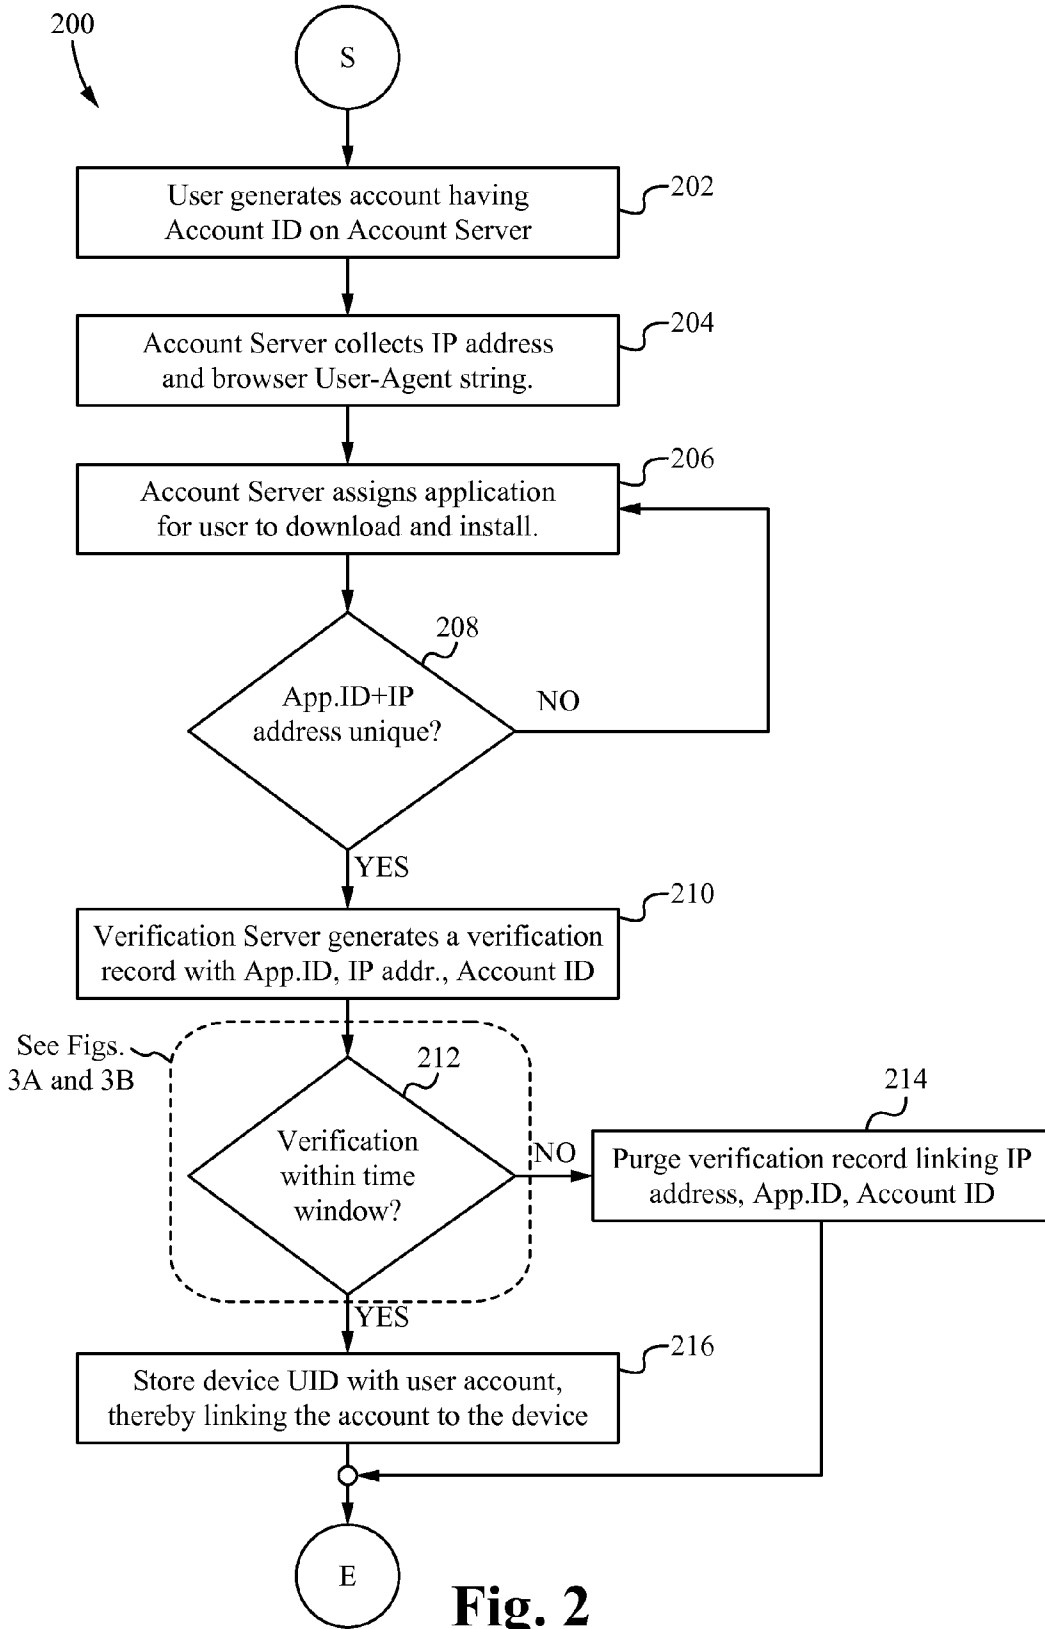 200
S
User generates account having
Account ID on Account Server
202
Account Server collects IP address
and browser User-Agent string.
204
Account Server assigns application
for user to download and install.
206
208
App.ID+IP
address unique?
NO
YES
210
Verification Server generates a verification
record with App.ID, IP addr., Account ID
See Figs.
3A and 3B
212
Verification
within time
window?
NO
214
Purge verification record linking IP
address, App.ID, Account ID
YES
216
Store device UID with user account,
thereby linking the account to the device
E
Fig. 2